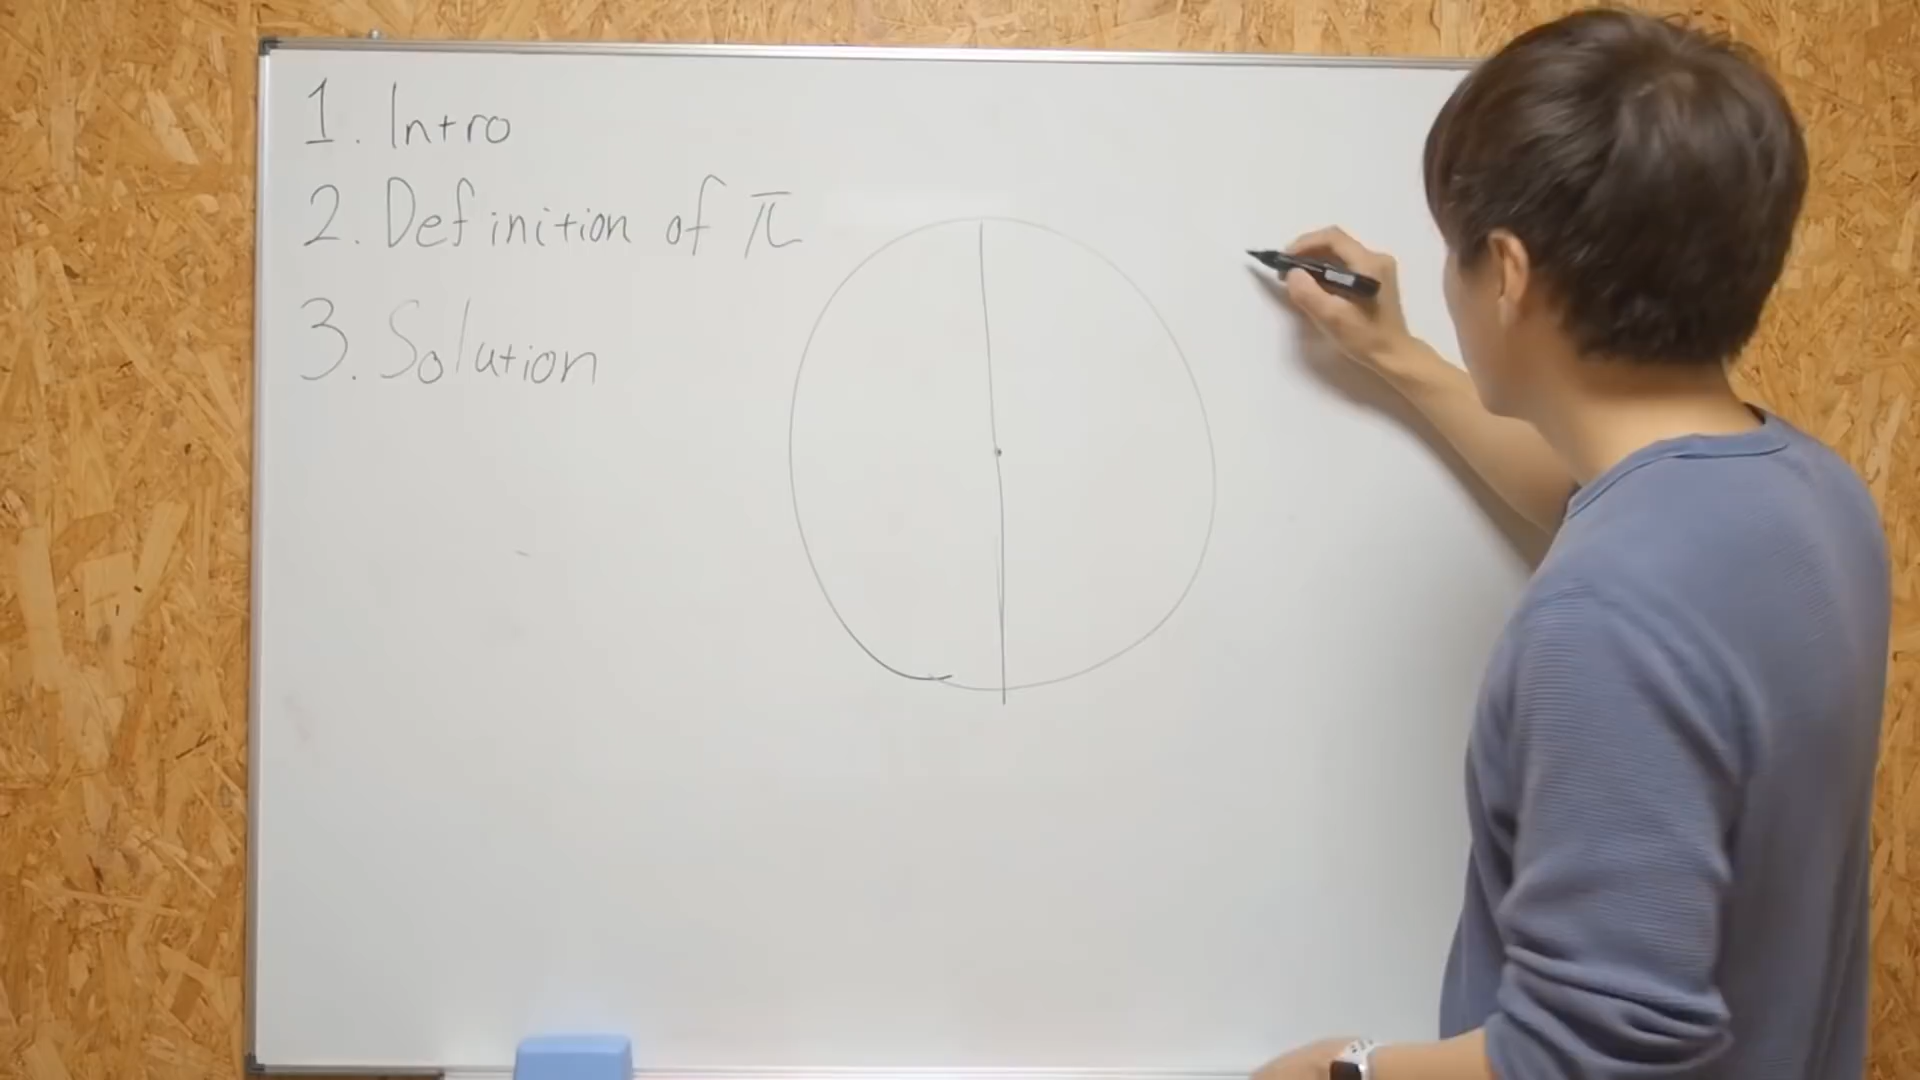 1. Intro
2. Definition of π
3. Solution